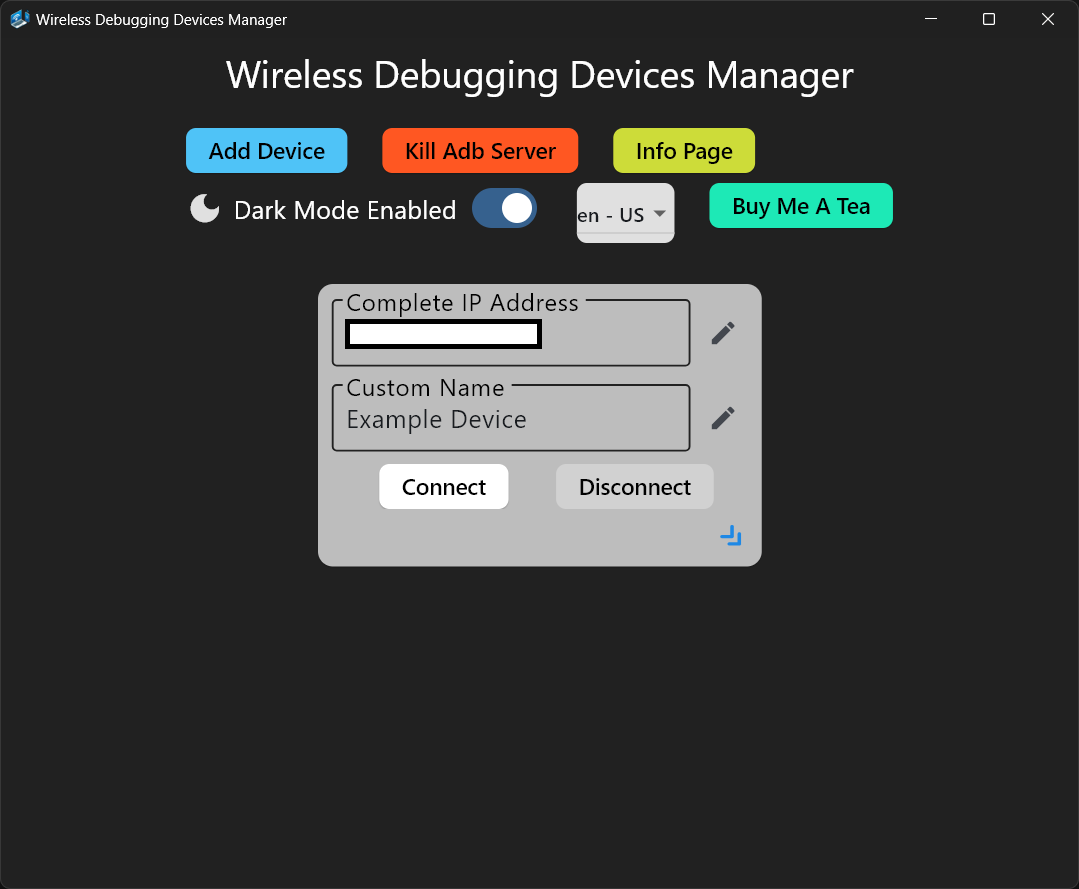 Wireless Debugging Devices Manager
Wireless Debugging Devices Manager
Add Device
Kill Adb Server
Info Page
Dark Mode Enabled
en - US
Buy Me A Tea
Complete IP Address
Custom Name
Example Device
Connect
Disconnect